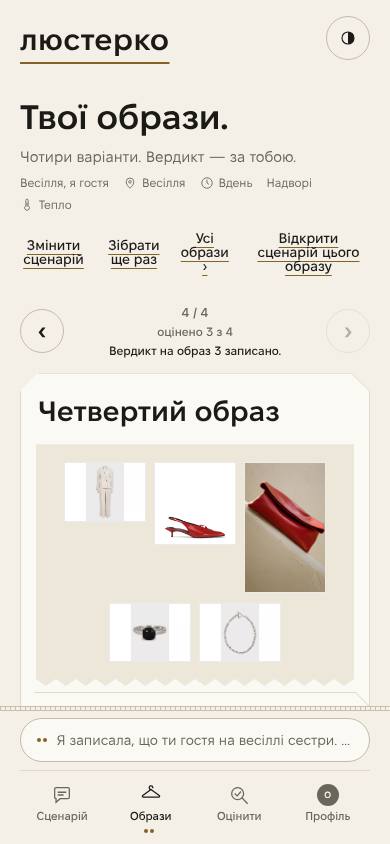 люстерко
Твої образи.
Чотири варіанти. Вердикт — за тобою.
Весілля, я гостя Весілля Вдень Надворі
Тепло
Змінити сценарій
Зібрати ще раз
Усі образи ›
Відкрити сценарій цього образу
4 / 4
оцінено 3 з 4
Вердикт на образ 3 записано.
Четвертий образ
Я записала, що ти гостя на весіллі сестри. ...
Сценарій Образи Оцінити Профіль
О